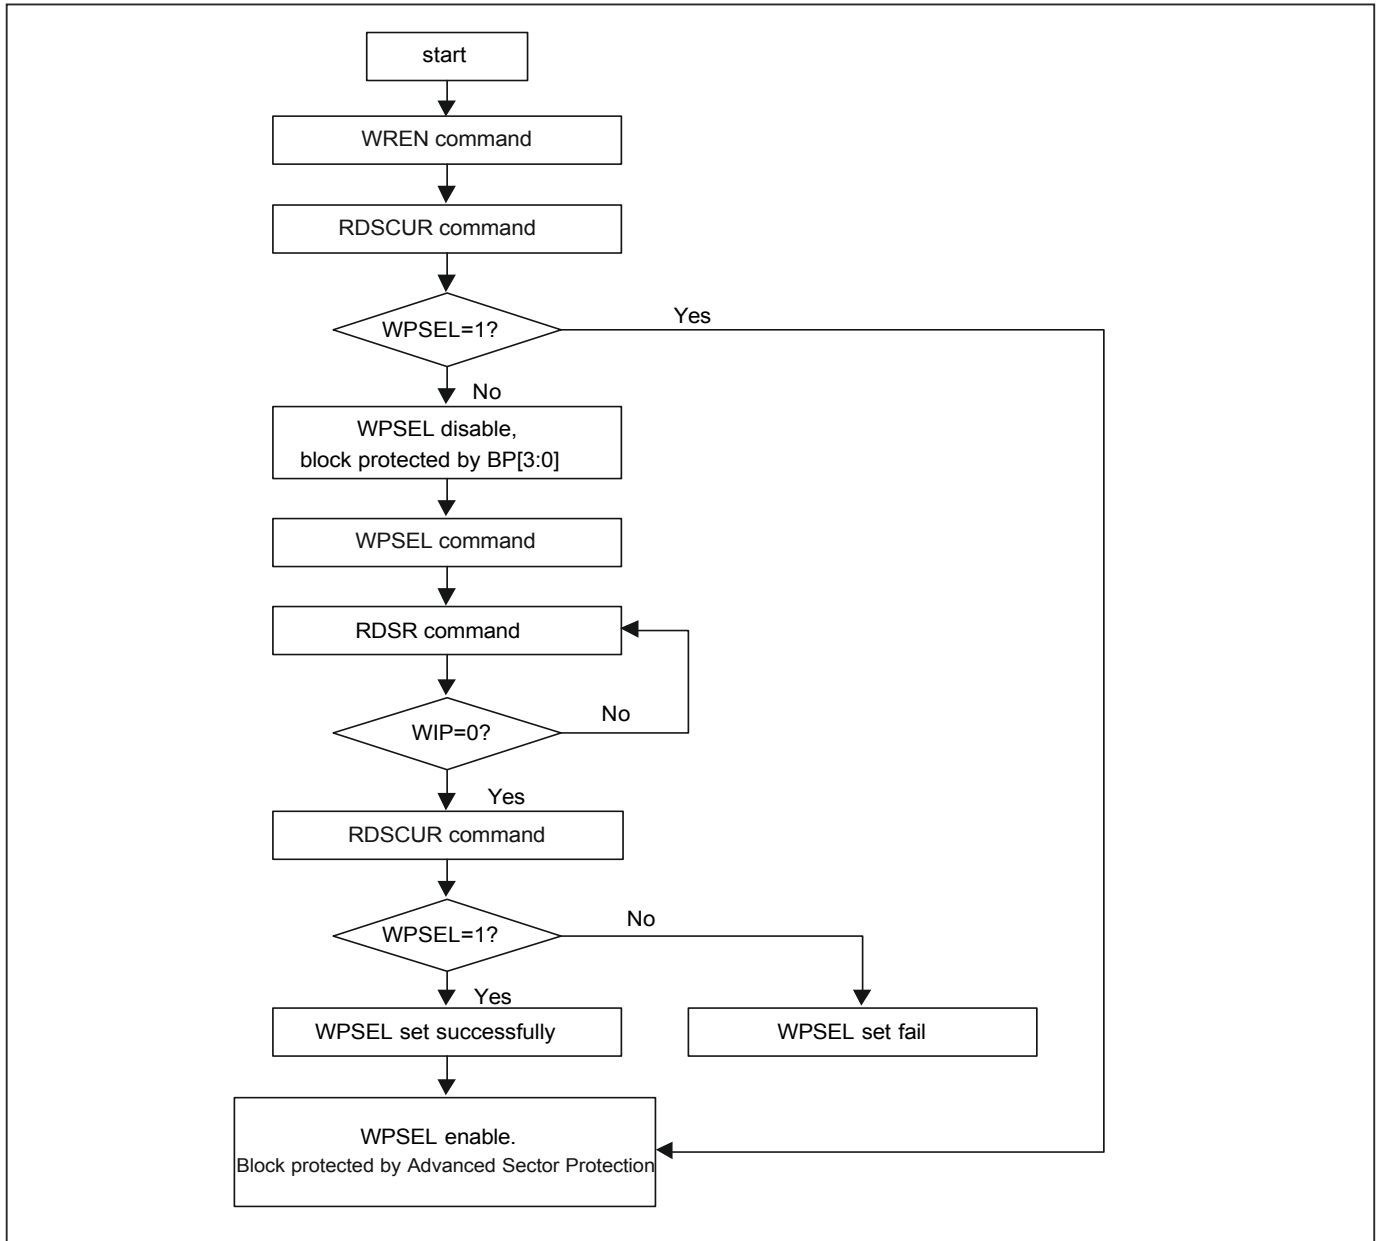 start
WREN command
RDSCUR command
WPSEL=1?
Yes
No
WPSEL disable,
block protected by BP[3:0]
WPSEL command
RDSR command
WIP=0?
No
Yes
RDSCUR command
WPSEL=1?
No
Yes
WPSEL set successfully
WPSEL set fail
WPSEL enable.
Block protected by Advanced Sector Protection